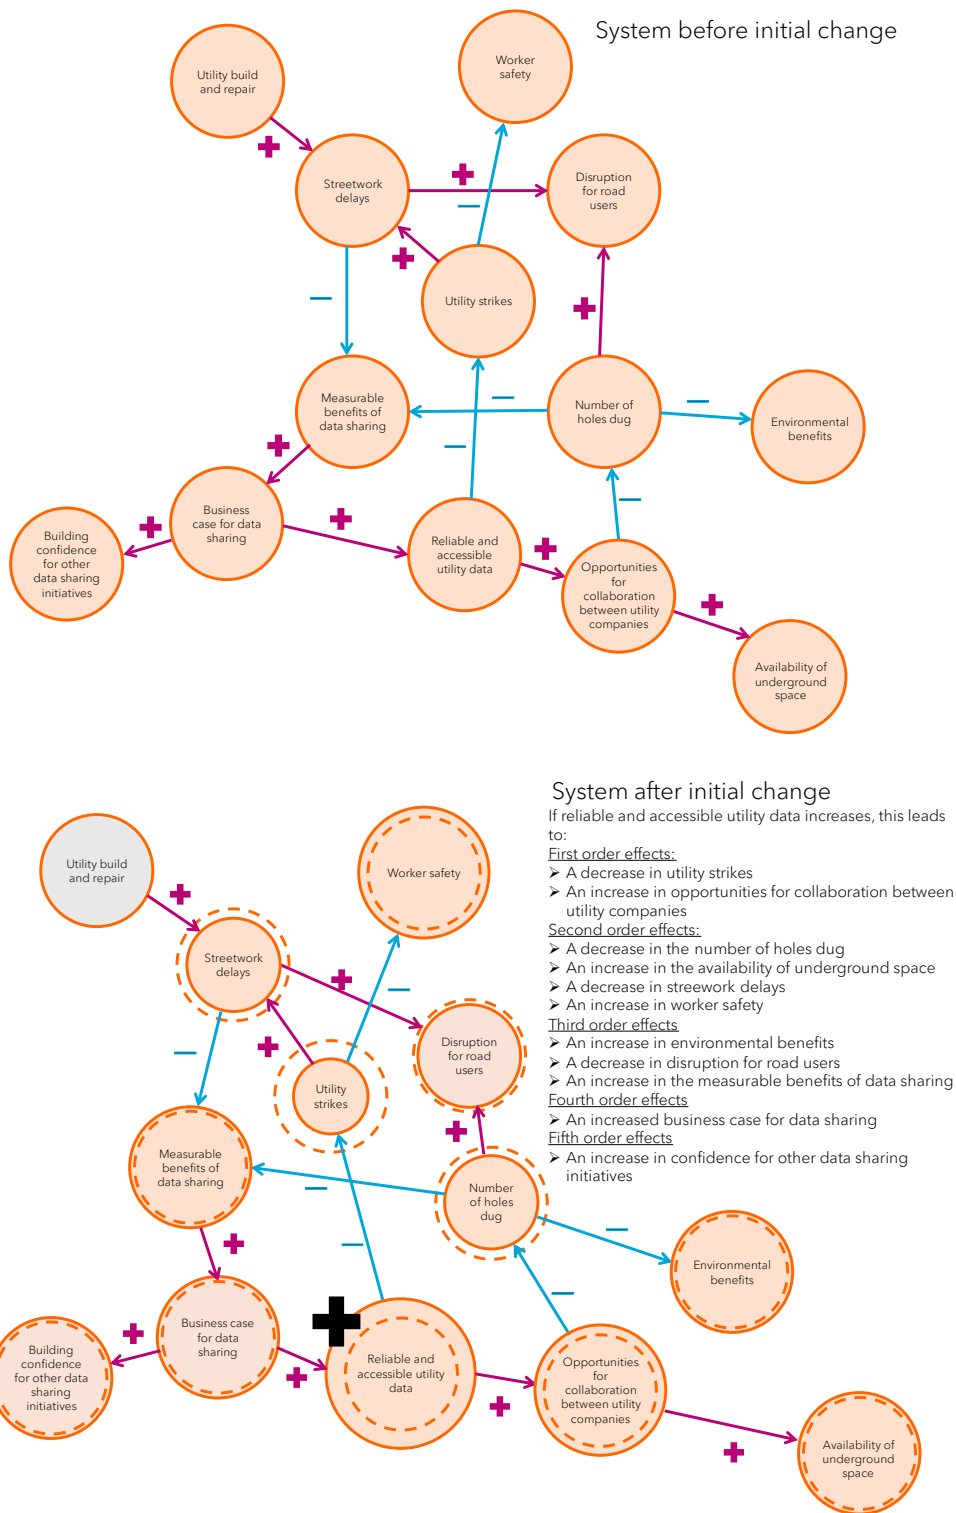 System before initial change
Worker
safety
Utility build
and repair
Streetwork
delays
Disruption
for road
users
Utility strikes
Measurable
benefits of
data sharing
Number of
holes dug
Environmental
benefits
Business
case for data
sharing
Building
confidence
for other
data sharing
initiatives
Reliable and
accessible
utility data
Opportunities
for
collaboration
between utility
companies
Availability of
underground
space
System after initial change
If reliable and accessible utility data increases, this leads
to:
First order effects:
➢ A decrease in utility strikes
➢ An increase in opportunities for collaboration between
utility companies
Second order effects:
➢ A decrease in the number of holes dug
➢ An increase in the availability of underground space
➢ A decrease in streework delays
➢ An increase in worker safety
Third order effects
➢ An increase in environmental benefits
➢ A decrease in disruption for road users
➢ An increase in the measurable benefits of data sharing
Fourth order effects
➢ An increased business case for data sharing
Fifth order effects
➢ An increase in confidence for other data sharing
initiatives
Utility build
and repair
Worker safety
Streetwork
delays
Disruption
for road
users
Utility
strikes
Measurable
benefits of
data sharing
Number
of holes
dug
Environmental
benefits
Business case
for data
sharing
Building
confidence
for other data
sharing
initiatives
Reliable and
accessible utility
data
Opportunities
for
collaboration
between utility
companies
Availability of
underground
space